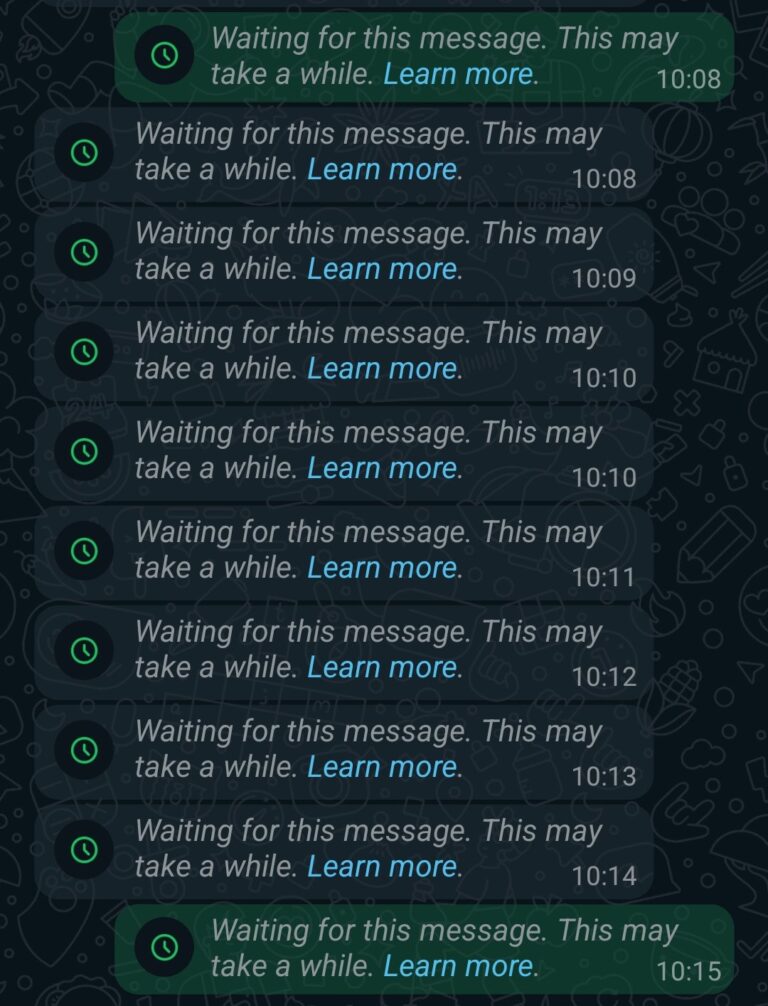 Waiting for this message. This may
take a while. Learn more.
10:08
Waiting for this message. This may
take a while. Learn more.
10:08
Waiting for this message. This may
take a while. Learn more.
10:09
Waiting for this message. This may
take a while. Learn more.
10:10
Waiting for this message. This may
take a while. Learn more.
10:10
Waiting for this message. This may
take a while. Learn more.
10:11
Waiting for this message. This may
take a while. Learn more.
10:12
Waiting for this message. This may
take a while. Learn more.
10:13
Waiting for this message. This may
take a while. Learn more.
10:14
Waiting for this message. This may
take a while. Learn more.
10:15